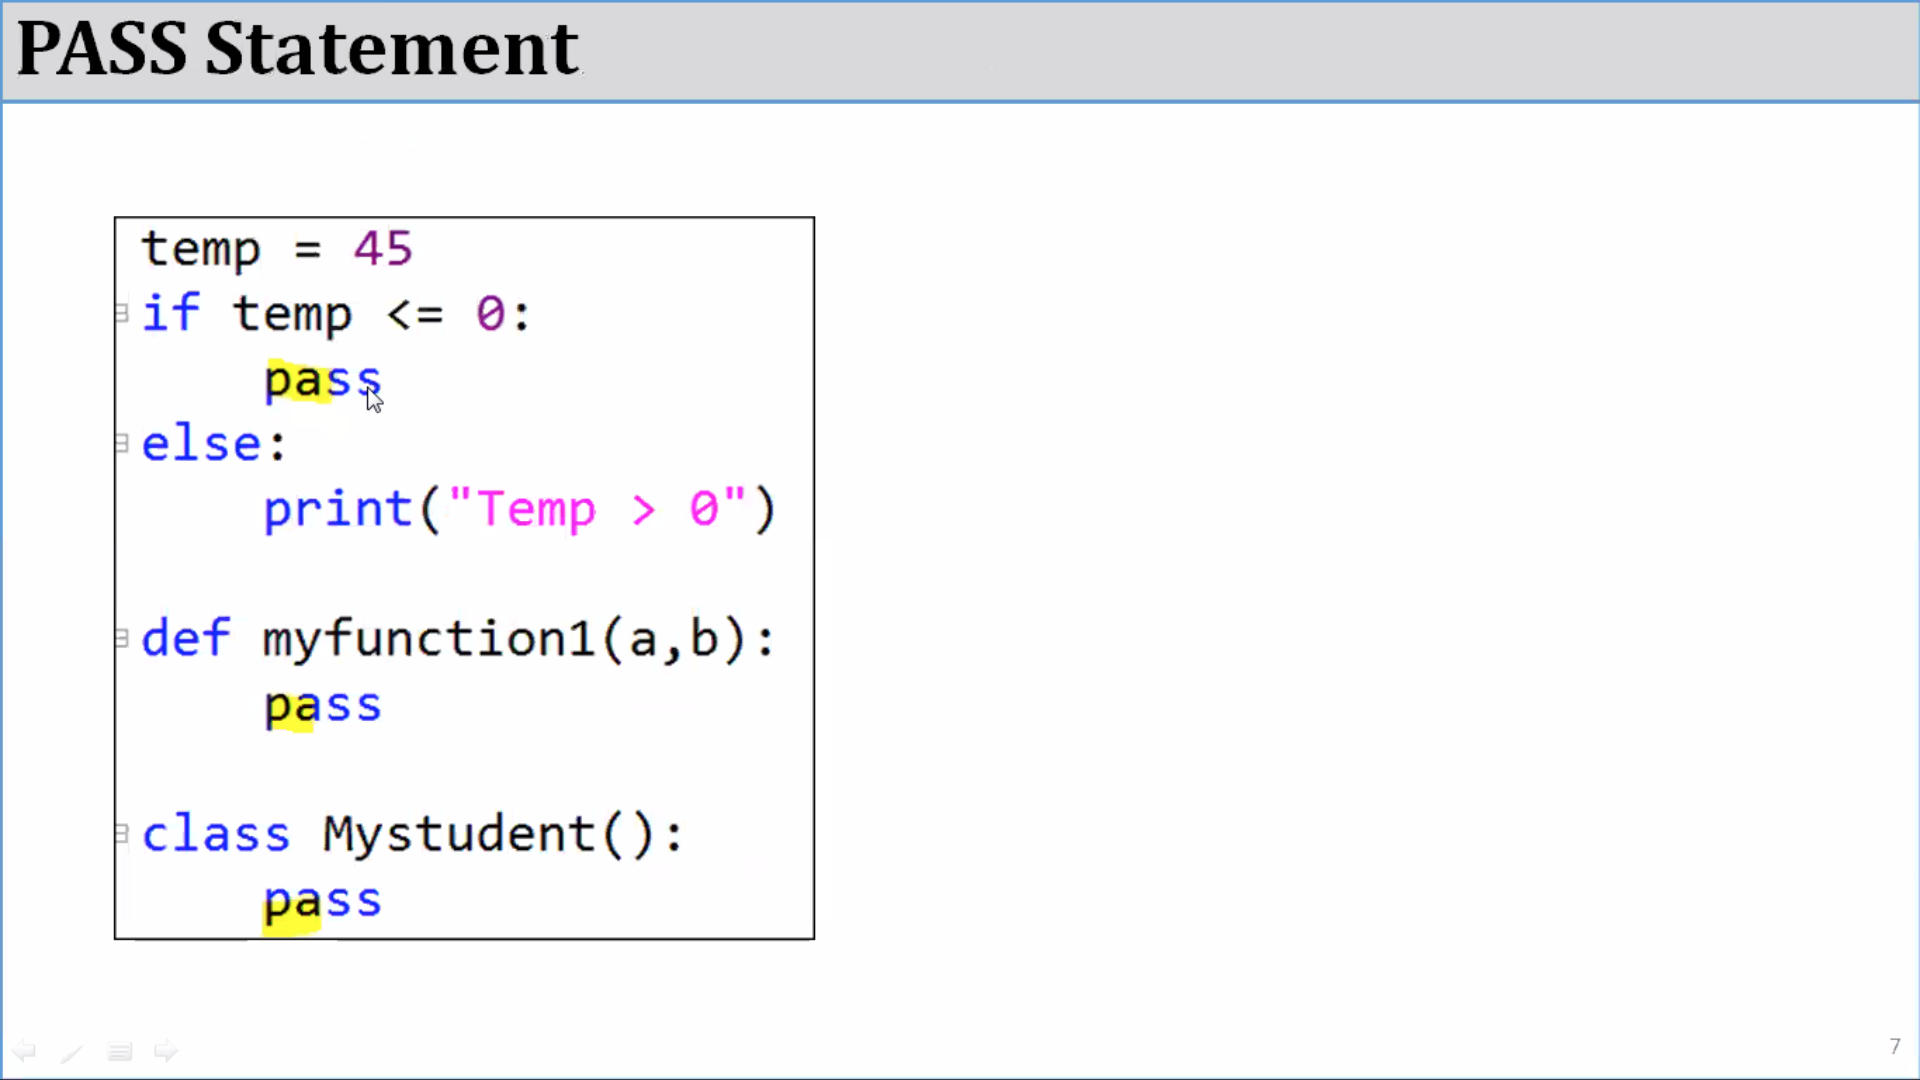 PASS Statement
temp = 45
if temp <= 0:
    pass
else:
    print("Temp > 0")
def myfunction1(a,b):
    pass
class Mystudent():
    pass
7